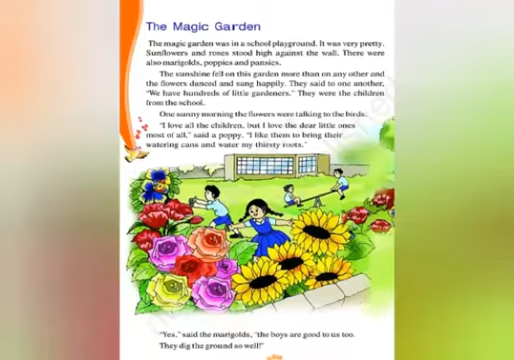 The Magic Garden
The magic garden was in a school playground. It was very pretty.
Sunflowers and roses stood high against the wall. There were
also marigolds, poppies and pansies.
The sunshine fell on this garden more than on any other and
the flowers danced and sang happily. They said to one another,
"We have hundreds of little gardeners." They were the children
from the school.
One sunny morning the flowers were talking to the birds.
"I love all the children, but I love the dear little ones
most of all," said a poppy. "I like them to bring their
watering cans and water my thirsty roots."
"Yes," said the marigolds, "the boys are good to us too.
They dig the ground so well!"